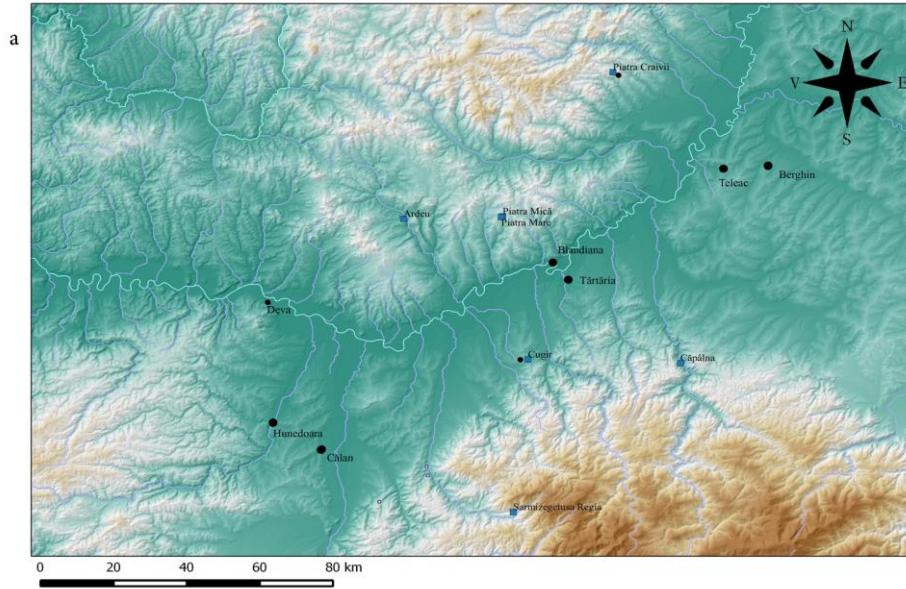 a
N
Piatra Craivii
V
E
S
Teleac
Berghin
Ardeu
Piatra Mică
Piatra Mare
Blandiana
Tărtăria
Deva
Cugir
Căpâlna
Hunedoara
Călan
Sarmizegetusa Regia
0 20 40 60 80 km